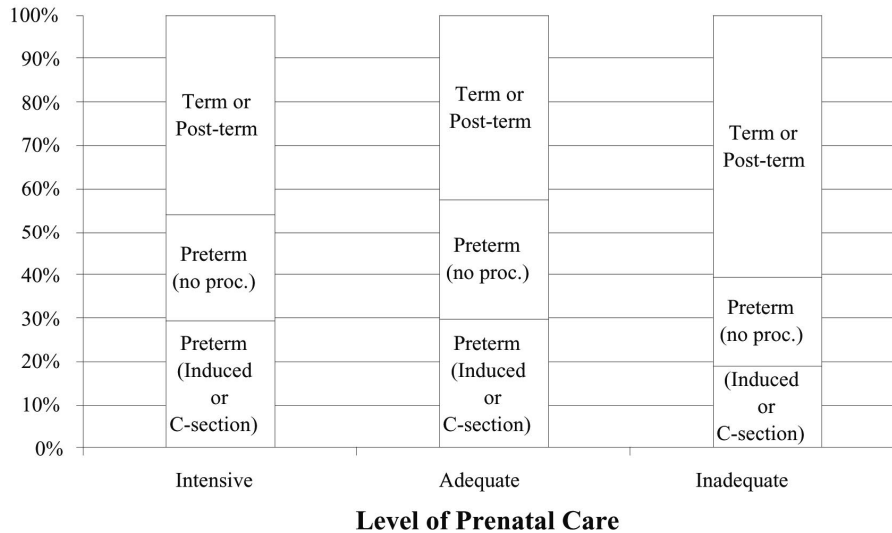 100%
90%
80%
70%
60%
50%
40%
30%
20%
10%
0%
Term or
Post-term
Preterm
(no proc.)
Preterm
(Induced
or
C-section)
Term or
Post-term
Preterm
(no proc.)
Preterm
(Induced
or
C-section)
Term or
Post-term
Preterm
(no proc.)
(Induced
or
C-section)
Intensive
Adequate
Inadequate
Level of Prenatal Care